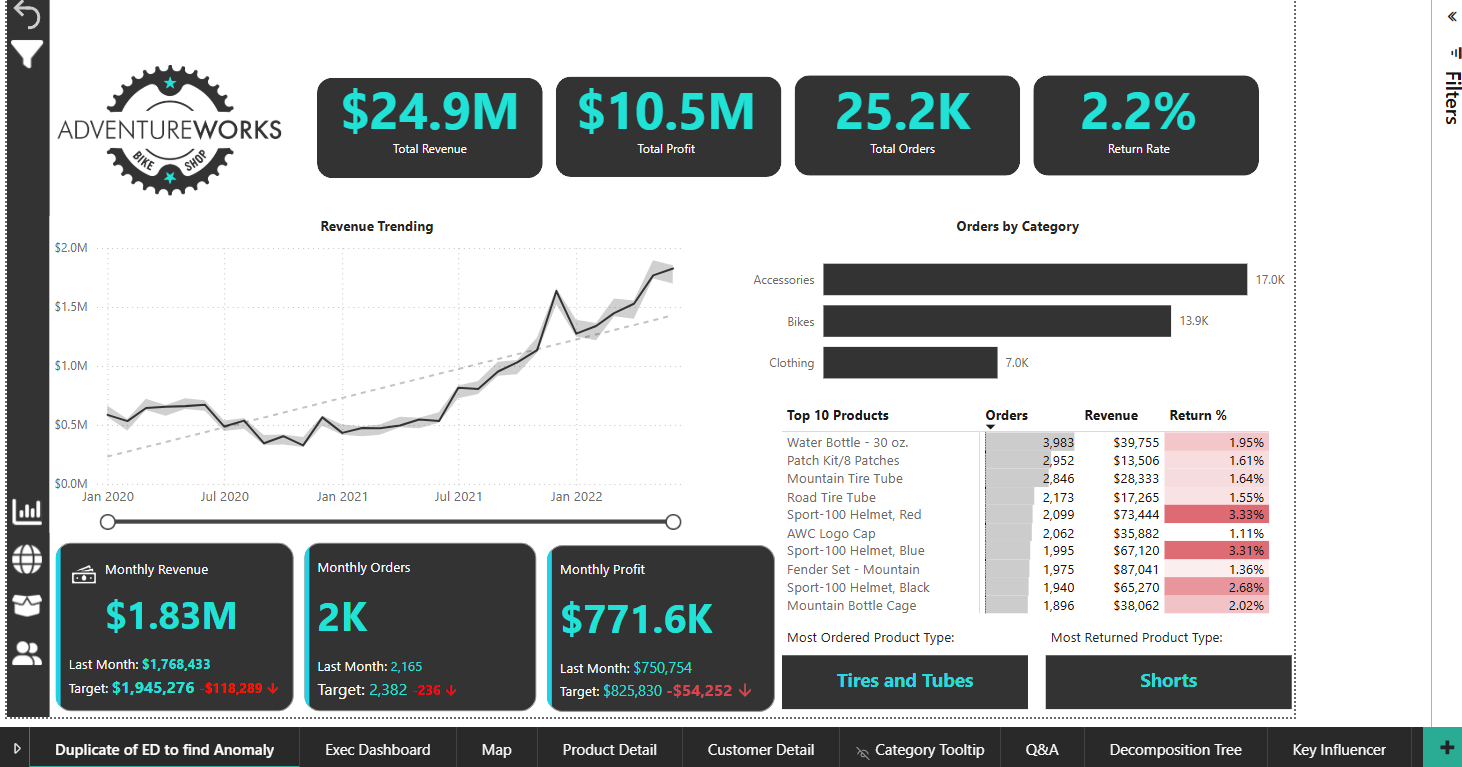 «
Filters
ADVENTUREWORKS
BIKE SHOP
$24.9M
Total Revenue
$10.5M
Total Profit
25.2K
Total Orders
2.2%
Return Rate
Revenue Trending
$2.0M
$1.5M
$1.0M
$0.5M
$0.0M
Jan 2020 Jul 2020 Jan 2021 Jul 2021 Jan 2022
Orders by Category
Accessories 17.0K
Bikes 13.9K
Clothing 7.0K
Top 10 Products Orders Revenue Return %
Water Bottle - 30 oz. 3,983 $39,755 1.95%
Patch Kit/8 Patches 2,952 $13,506 1.61%
Mountain Tire Tube 2,846 $28,333 1.64%
Road Tire Tube 2,173 $17,265 1.55%
Sport-100 Helmet, Red 2,099 $73,444 3.33%
AWC Logo Cap 2,062 $35,882 1.11%
Sport-100 Helmet, Blue 1,995 $67,120 3.31%
Fender Set - Mountain 1,975 $87,041 1.36%
Sport-100 Helmet, Black 1,940 $65,270 2.68%
Mountain Bottle Cage 1,896 $38,062 2.02%
Monthly Revenue
$1.83M
Last Month: $1,768,433
Target: $1,945,276 -$118,289 ↓
Monthly Orders
2K
Last Month: 2,165
Target: 2,382 -236 ↓
Monthly Profit
$771.6K
Last Month: $750,754
Target: $825,830 -$54,252 ↓
Most Ordered Product Type:
Tires and Tubes
Most Returned Product Type:
Shorts
Duplicate of ED to find Anomaly Exec Dashboard Map Product Detail Customer Detail Category Tooltip Q&A Decomposition Tree Key Influencer +